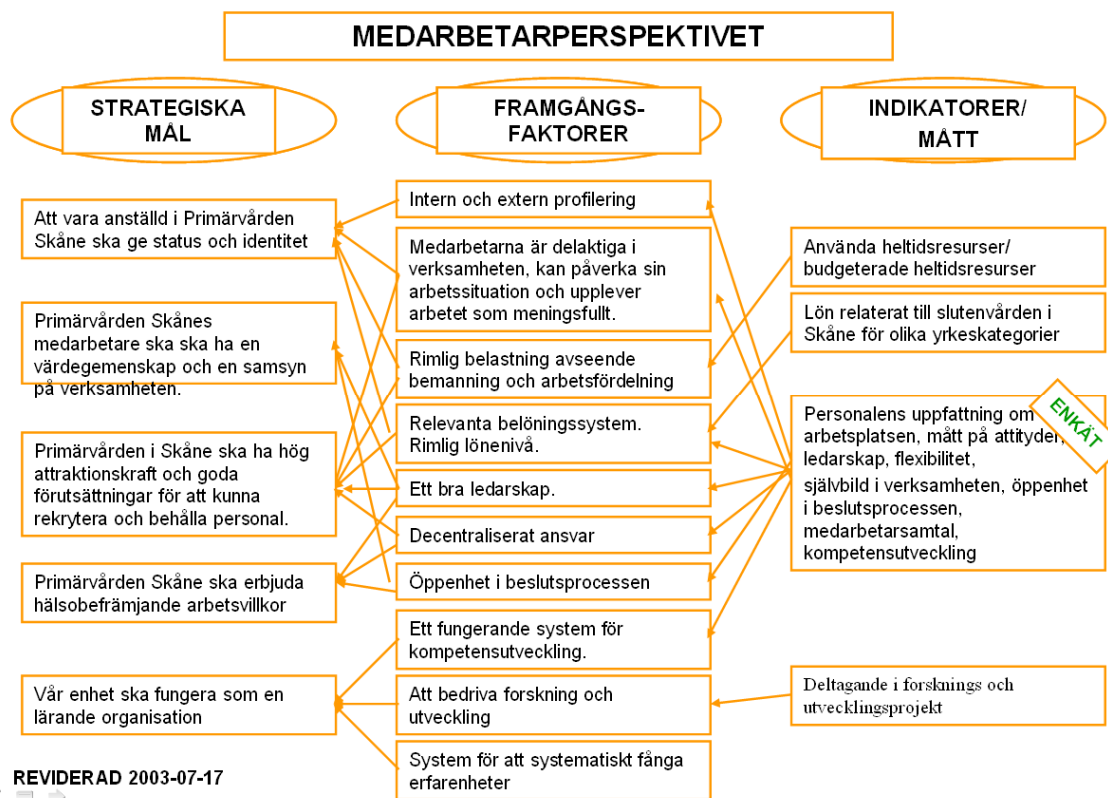 MEDARBETARPERSPEKTIVET
STRATEGISKA
MÅL
FRAMGÅNGS-
FAKTORER
INDIKATORER/
MÅTT
Att vara anställd i Primärvården
Skåne ska ge status och identitet
Primärvården Skånes
medarbetare ska ska ha en
värdegemenskap och en samsyn
på verksamheten.
Primärvården i Skåne ska ha hög
attraktionskraft och goda
förutsättningar för att kunna
rekrytera och behålla personal.
Primärvården Skåne ska erbjuda
hälsobefrämjande arbetsvillkor
Vår enhet ska fungera som en
lärande organisation
Intern och extern profilering
Medarbetarna är delaktiga i
verksamheten, kan påverka sin
arbetssituation och upplever
arbetet som meningsfullt.
Rimlig belastning avseende
bemanning och arbetsfördelning
Relevanta belöningssystem.
Rimlig lönenivå.
Ett bra ledarskap.
Decentraliserat ansvar
Öppenhet i beslutsprocessen
Ett fungerande system för
kompetensutveckling.
Att bedriva forskning och
utveckling
System för att systematiskt fånga
erfarenheter
Använda heltidsresurser/
budgeterade heltidsresurser
Lön relaterat till slutenvården i
Skåne för olika yrkeskategorier
ENKÄT
Personalens uppfattning om
arbetsplatsen, mått på attityder,
ledarskap, flexibilitet,
självbild i verksamheten, öppenhet
i beslutsprocessen,
medarbetarsamtal,
kompetensutveckling
Deltagande i forsknings och
utvecklingsprojekt
REVIDERAD 2003-07-17